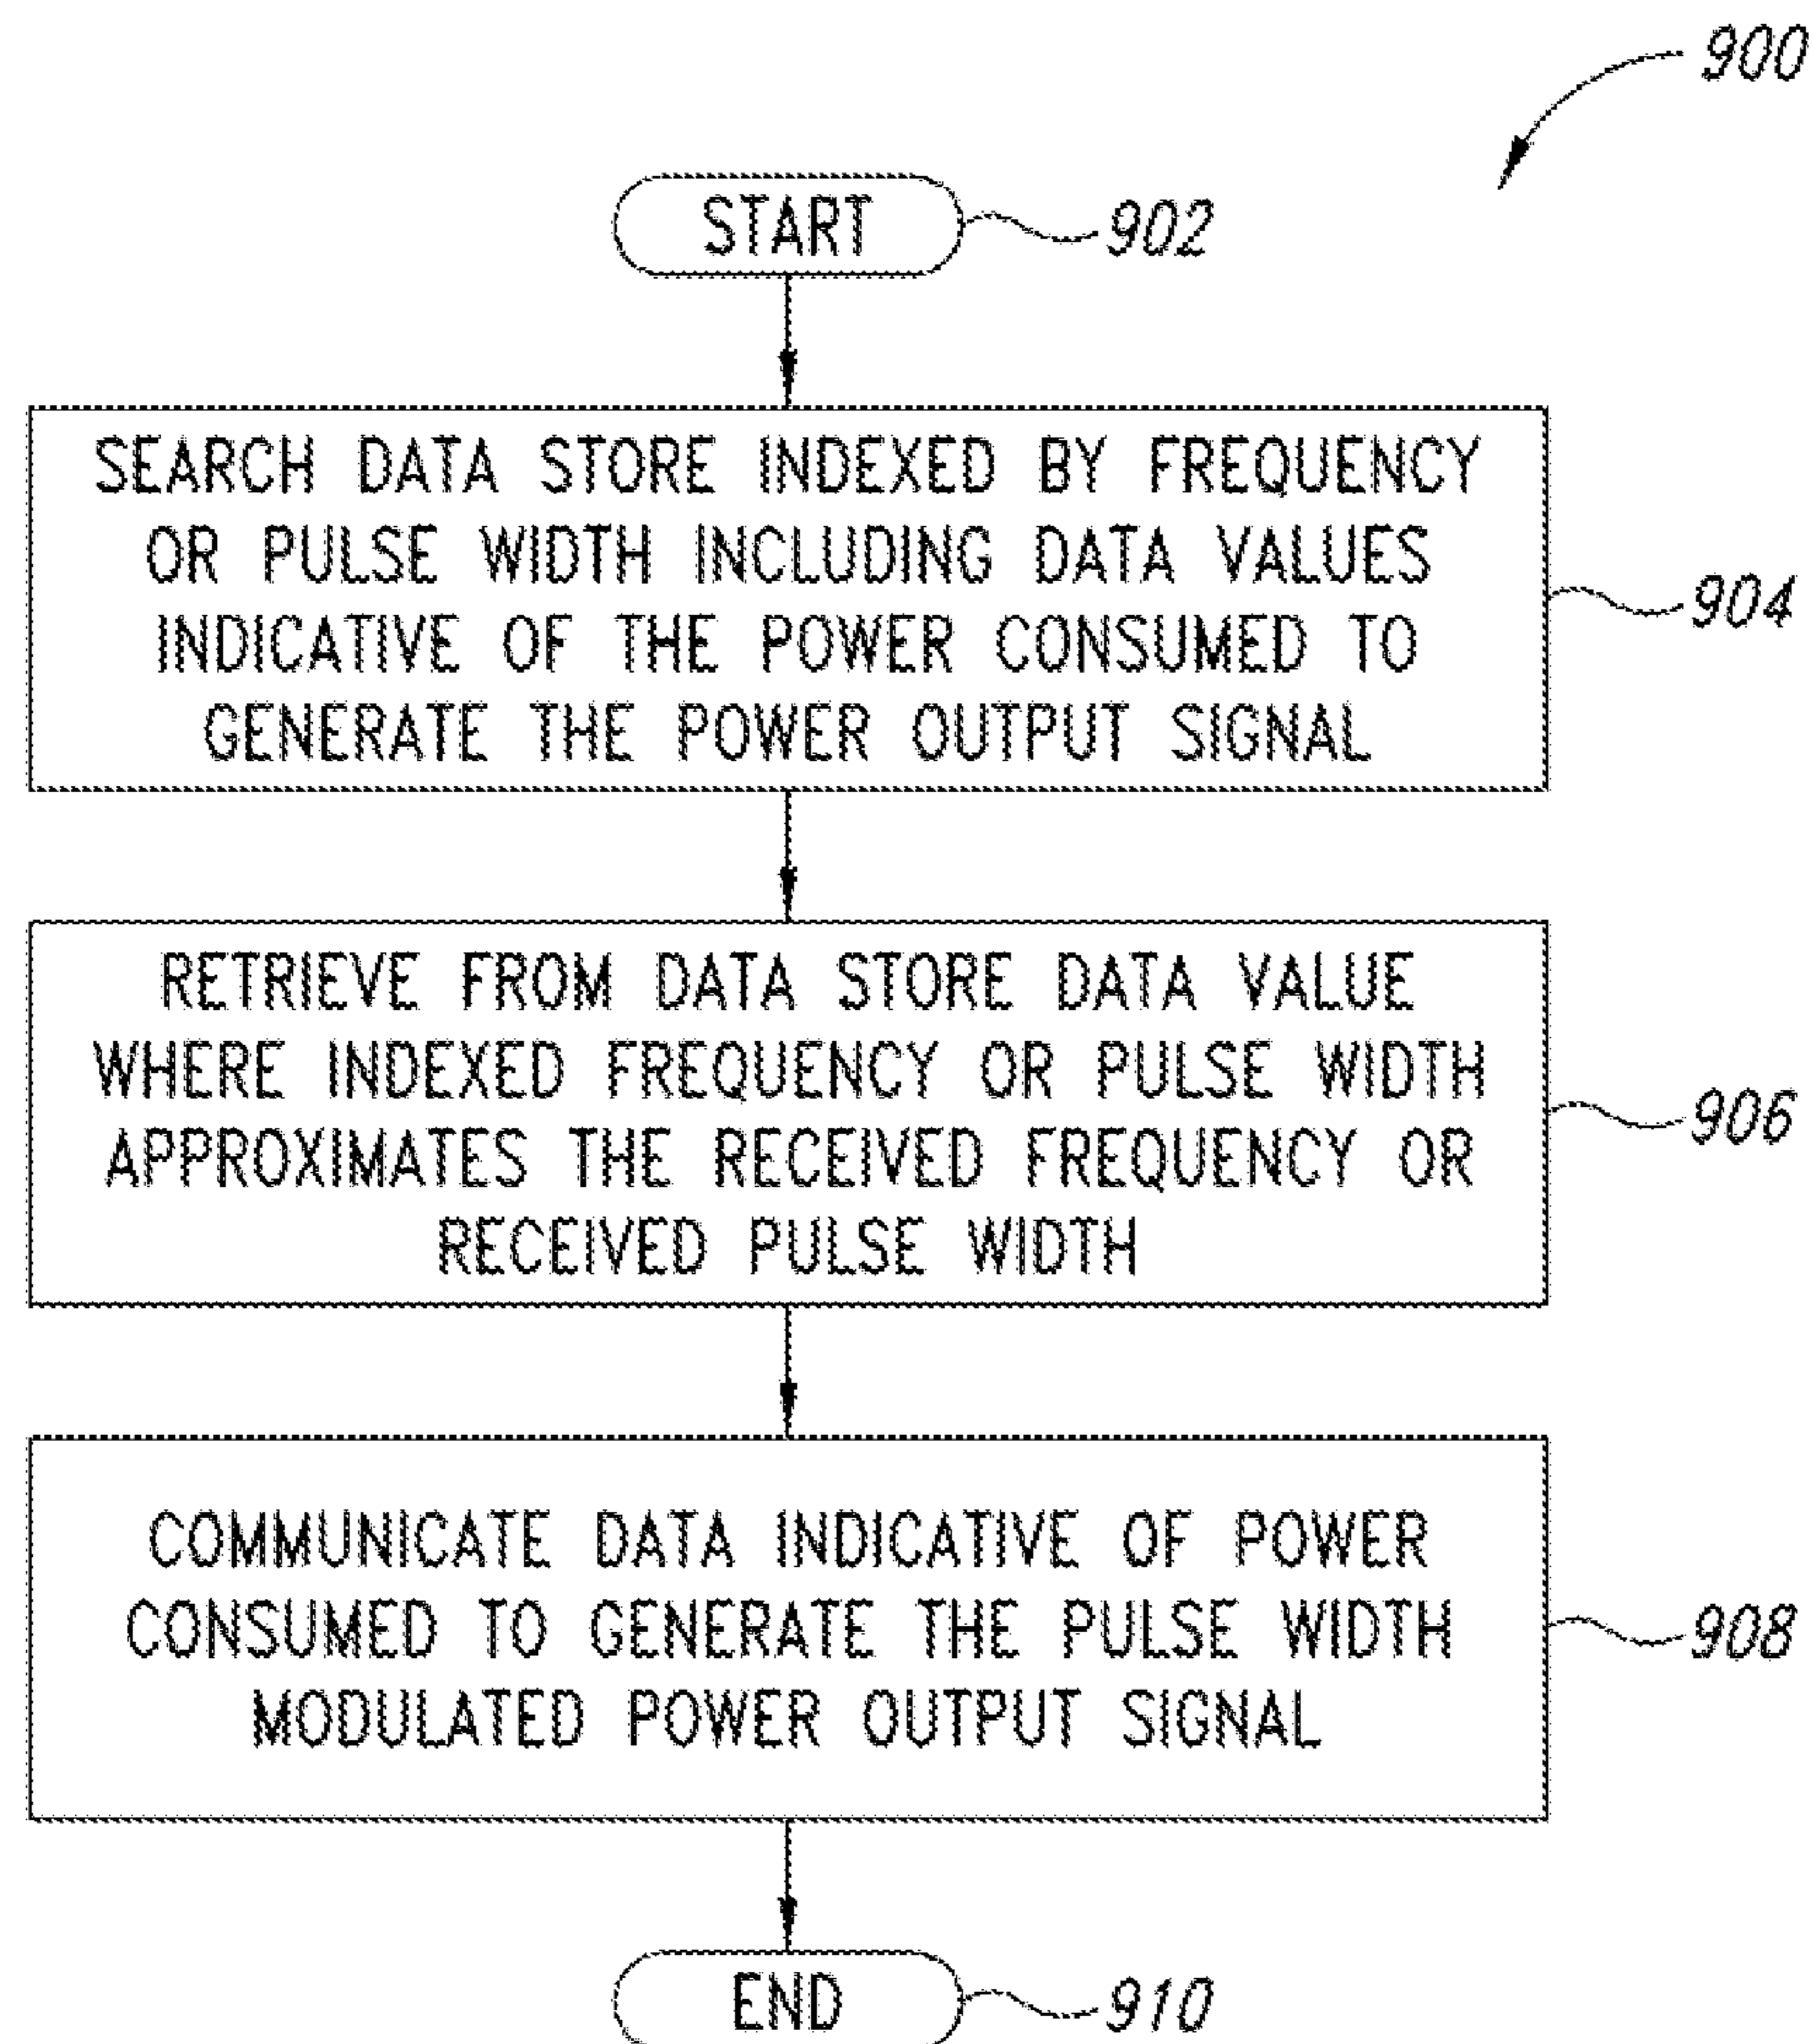 900
START
902
SEARCH DATA STORE INDEXED BY FREQUENCY
OR PULSE WIDTH INCLUDING DATA VALUES
INDICATIVE OF THE POWER CONSUMED TO
GENERATE THE POWER OUTPUT SIGNAL
904
RETRIEVE FROM DATA STORE DATA VALUE
WHERE INDEXED FREQUENCY OR PULSE WIDTH
APPROXIMATES THE RECEIVED FREQUENCY OR
RECEIVED PULSE WIDTH
906
COMMUNICATE DATA INDICATIVE OF POWER
CONSUMED TO GENERATE THE PULSE WIDTH
MODULATED POWER OUTPUT SIGNAL
908
END
910